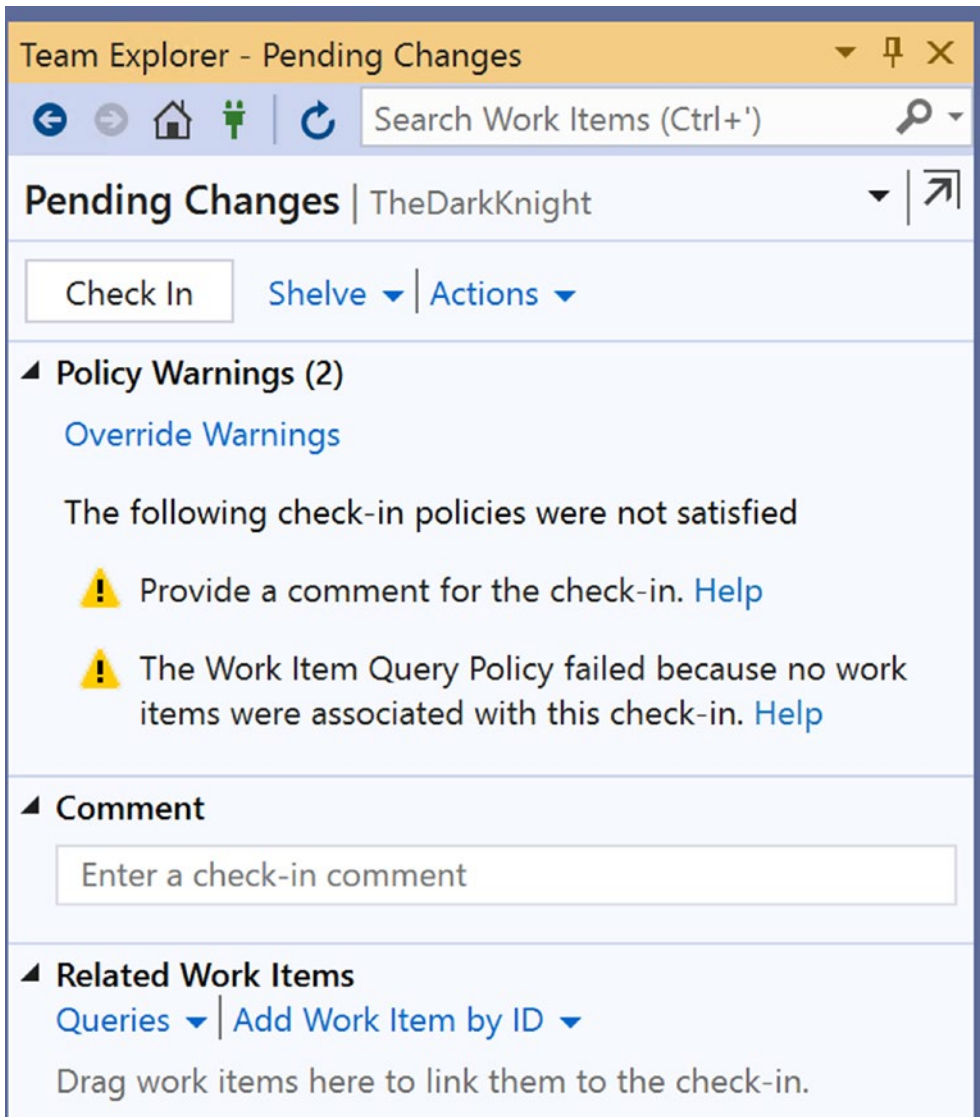 Team Explorer - Pending Changes
Search Work Items (Ctrl+')
Pending Changes | TheDarkKnight
Check In Shelve Actions
Policy Warnings (2)
Override Warnings
The following check-in policies were not satisfied
Provide a comment for the check-in. Help
The Work Item Query Policy failed because no work
items were associated with this check-in. Help
Comment
Enter a check-in comment
Related Work Items
Queries Add Work Item by ID
Drag work items here to link them to the check-in.